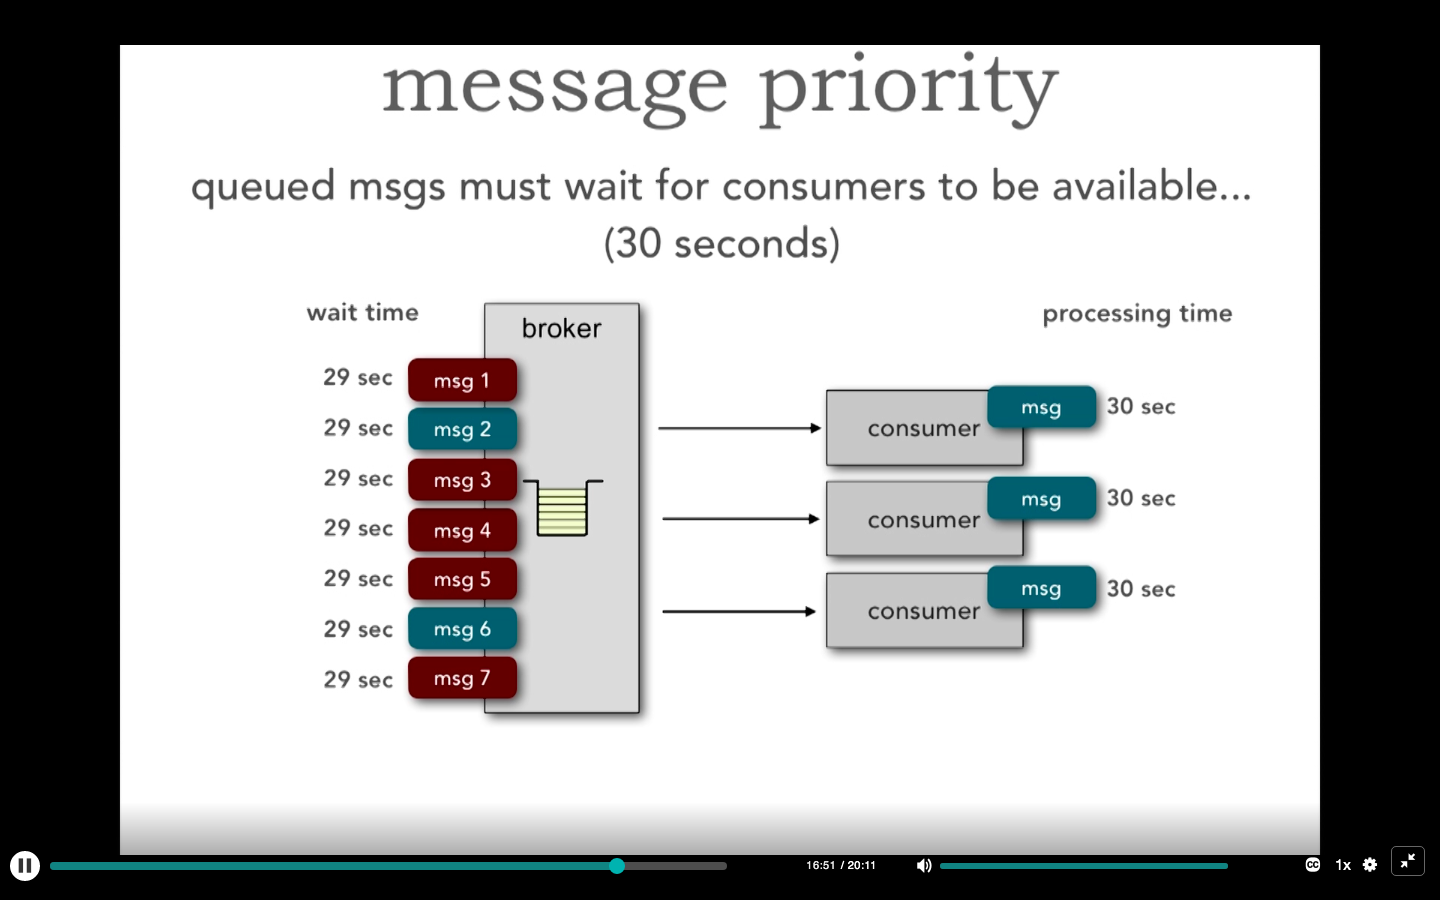 message priority
queued msgs must wait for consumers to be available...
(30 seconds)
wait time
broker
processing time
29 sec
msg 1
29 sec
msg 2
29 sec
msg 3
29 sec
msg 4
29 sec
msg 5
29 sec
msg 6
29 sec
msg 7
consumer
msg
30 sec
consumer
msg
30 sec
consumer
msg
30 sec
16:51 / 20:11
CC
1x